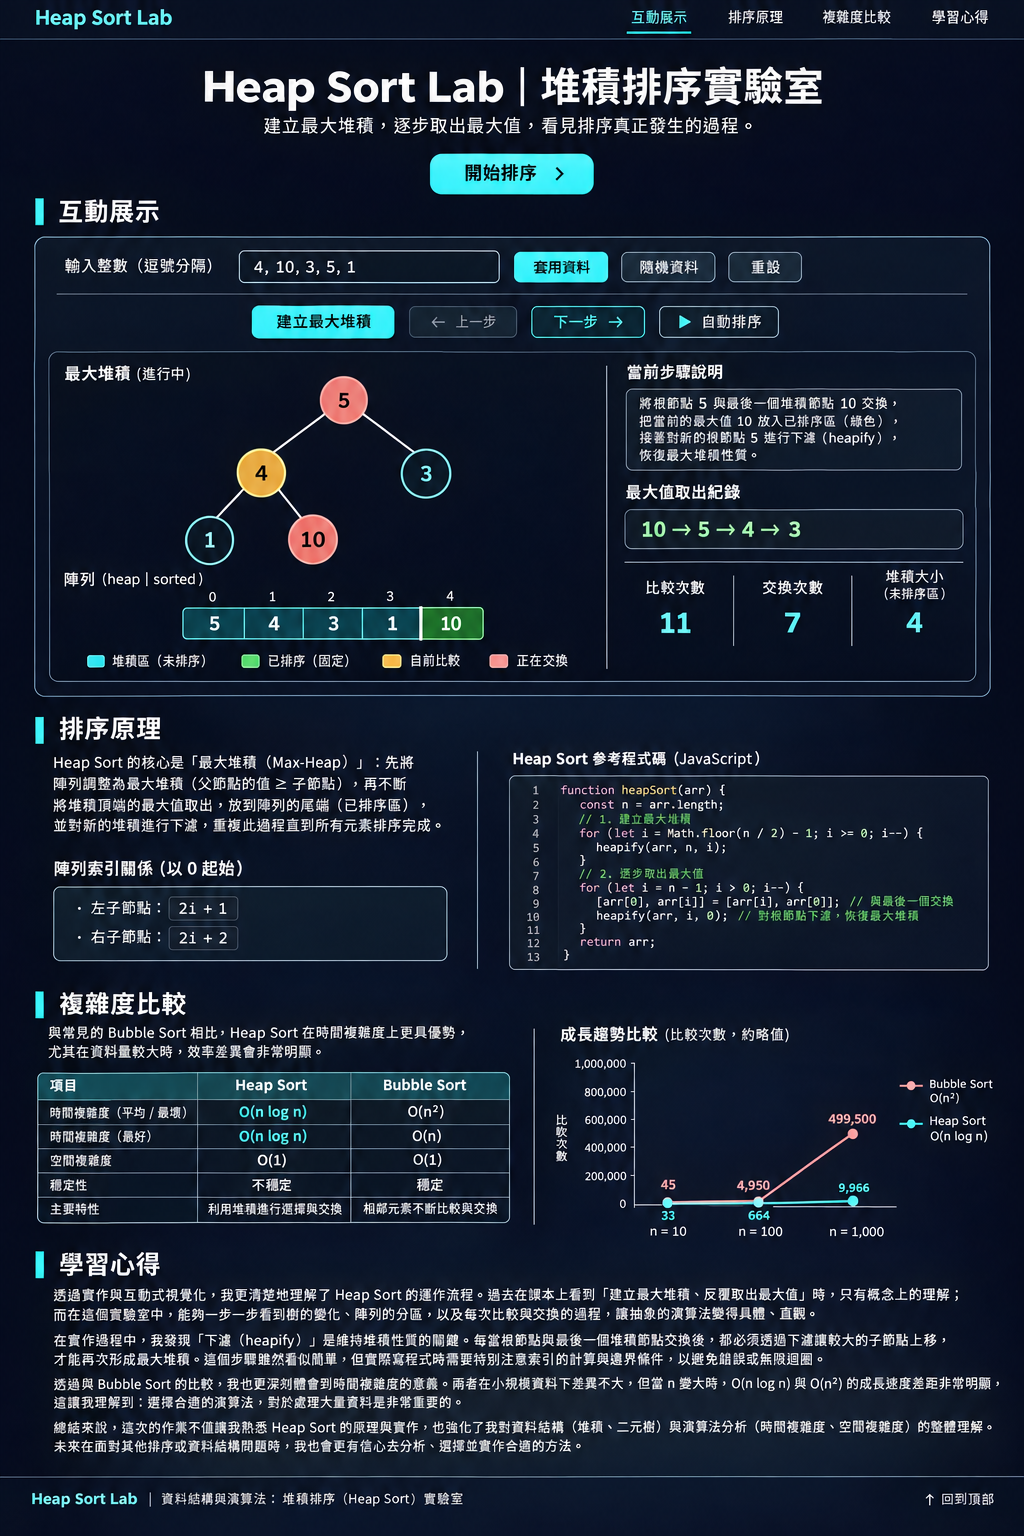 Heap Sort Lab
互動展示
排序原理
複雜度比較
學習心得
Heap Sort Lab | 堆積排序實驗室
建立最大堆積，逐步取出最大值，看見排序真正發生的過程。
開始排序 >
互動展示
輸入整數（逗號分隔）
4, 10, 3, 5, 1
套用資料
隨機資料
重設
建立最大堆積
← 上一步
下一步 →
▶ 自動排序
最大堆積 (進行中)
5
4
3
1
10
陣列 (heap | sorted)
0 1 2 3 4
5 4 3 1 10
堆積區（未排序）
已排序（固定）
自前比較
正在交換
當前步驟說明
將根節點 5 與最後一個堆積節點 10 交換，
把當前的最大值 10 放入已排序區（綠色），
接著對新的根節點 5 進行下濾（heapify），
恢復最大堆積性質。
最大值取出紀錄
10 → 5 → 4 → 3
比較次數
11
交換次數
7
堆積大小
(未排序區)
4
排序原理
Heap Sort 的核心是「最大堆積（Max-Heap）」：先將
陣列調整為最大堆積（父節點的值 ≥ 子節點），再不斷
將堆積頂端的最大值取出，放到陣列的尾端（已排序區），
並對新的堆積進行下濾，重複此過程直到所有元素排序完成。
陣列索引關係 (以 0 起始)
· 左子節點： 2i + 1
· 右子節點： 2i + 2
Heap Sort 參考程式碼 (JavaScript)
1 function heapSort(arr) {
2 const n = arr.length;
3 // 1. 建立最大堆積
4 for (let i = Math.floor(n / 2) - 1; i >= 0; i--) {
5 heapify(arr, n, i);
6 }
7 // 2. 逐步取出最大值
8 for (let i = n - 1; i > 0; i--) {
9 [arr[0], arr[i]] = [arr[i], arr[0]]; // 與最後一個交換
10 heapify(arr, i, 0); // 對根節點下濾，恢復最大堆積
11 }
12 return arr;
13 }
複雜度比較
與常見的 Bubble Sort 相比，Heap Sort 在時間複雜度上更具優勢，
尤其在資料量較大時，效率差異會非常明顯。
項目 Heap Sort Bubble Sort
時間複雜度（平均 / 最壞） O(n log n) O(n²)
時間複雜度（最好） O(n log n) O(n)
空間複雜度 O(1) O(1)
穩定性 不穩定 穩定
主要特性 利用堆積進行選擇與交換 相鄰元素不斷比較與交換
成長趨勢比較 (比較次數，約略值)
1,000,000
800,000
600,000
400,000
200,000
0
次數
45
4,950
499,500
33
664
9,966
n = 10
n = 100
n = 1,000
Bubble Sort
O(n²)
Heap Sort
O(n log n)
學習心得
透過實作與互動式視覺化，我更清楚地理解了 Heap Sort 的運作流程。過去在課本上看到「建立最大堆積、反覆取出最大值」時，只有概念上的理解；
而在這個實驗室中，能夠一步一步看到樹的變化、陣列的分區，以及每次比較與交換的過程，讓抽象的演算法變得具體、直觀。
在實作過程中，我發現「下濾（heapify）」是維持堆積性質的關鍵。每當根節點與最後一個堆積節點交換後，都必須透過下濾讓較大的子節點上移，
才能再次形成最大堆積。這個步驟雖然看似簡單，但實際寫程式時需要特別注意索引的計算與邊界條件，以避免錯誤或無限迴圈。
透過與 Bubble Sort 的比較，我也更深刻體會到時間複雜度的意義。兩者在小規模資料下差異不大，但當 n 變大時，O(n log n) 與 O(n²) 的成長速度差距非常明顯，
這讓我理解到：選擇合適的演算法，對於處理大量資料是非常重要的。
總結來說，這次的作業不僅讓我熟悉 Heap Sort 的原理與實作，也強化了我對資料結構（堆積、二元樹）與演算法分析（時間複雜度、空間複雜度）的整體理解。
未來在面對其他排序或資料結構問題時，我也會更有信心去分析、選擇並實作合適的方法。
Heap Sort Lab | 資料結構與演算法：堆積排序（Heap Sort）實驗室
↑ 回到頂部